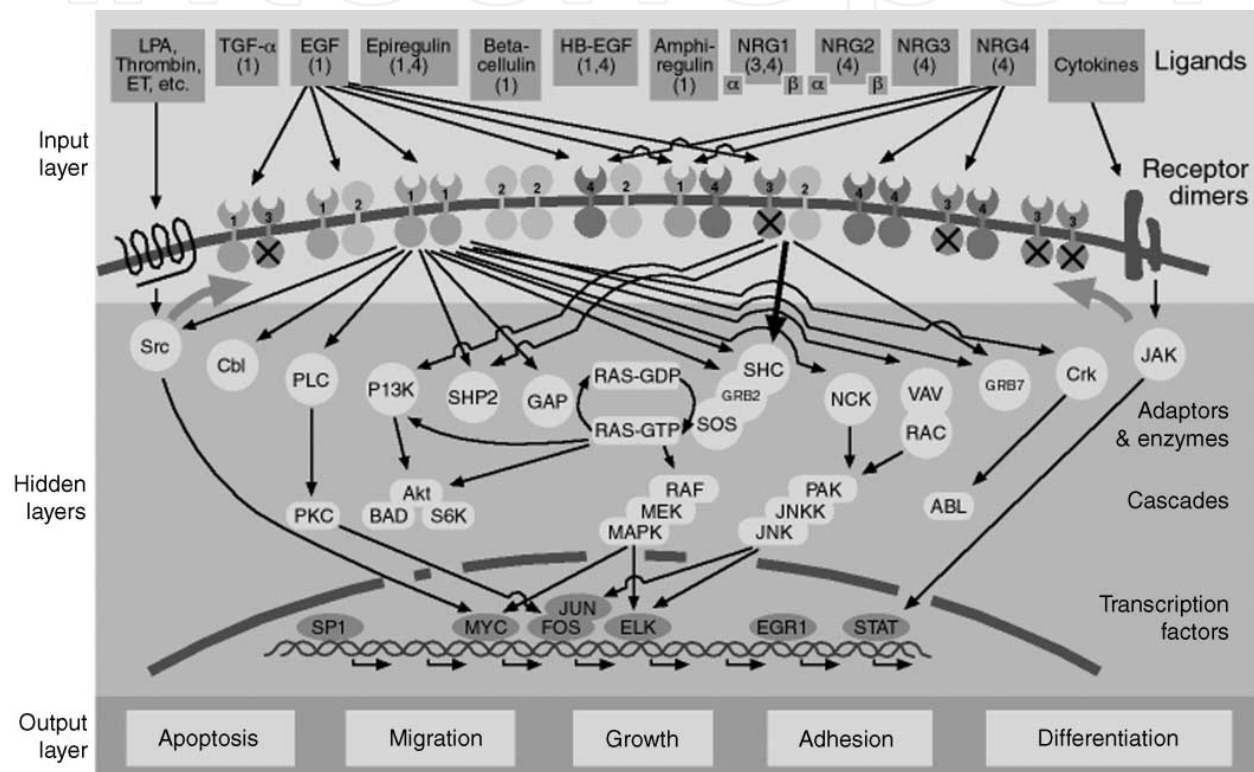 LPA,
Thrombin,
ET, etc.
TGF-α
(1)
EGF
(1)
Epiregulin
(1,4)
Beta-
cellulin
(1)
HB-EGF
(1,4)
Amphi-
regulin
(1)
NRG1
(3,4)
α
β
NRG2
(4)
α
β
NRG3
(4)
NRG4
(4)
Cytokines
Ligands
Input
layer
Receptor
dimers
1 3
1 2
1 1
2 2
4 2
1 4
3 2
4 4
3 4
3 3
Src
Cbl
PLC
P13K
SHP2
GAP
RAS-GDP
RAS-GTP
SHC
GRB2
SOS
NCK
VAV
RAC
GRB7
Crk
JAK
Adaptors
& enzymes
Hidden
layers
PKC
Akt
BAD
S6K
RAF
MEK
MAPK
PAK
JNKK
JNK
ABL
Cascades
SP1
MYC
JUN
FOS
ELK
EGR1
STAT
Transcription
factors
Output
layer
Apoptosis
Migration
Growth
Adhesion
Differentiation